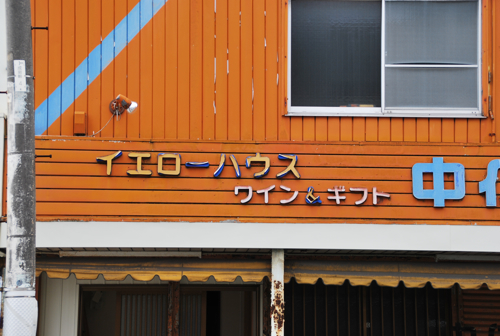 イエローハウス
ワイン&ギフト
中